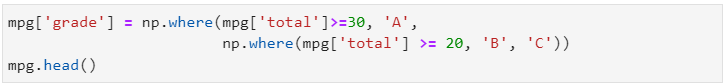 mpg['grade'] = np.where(mpg['total']>=30, 'A',
                        np.where(mpg['total'] >= 20, 'B', 'C'))
mpg.head()